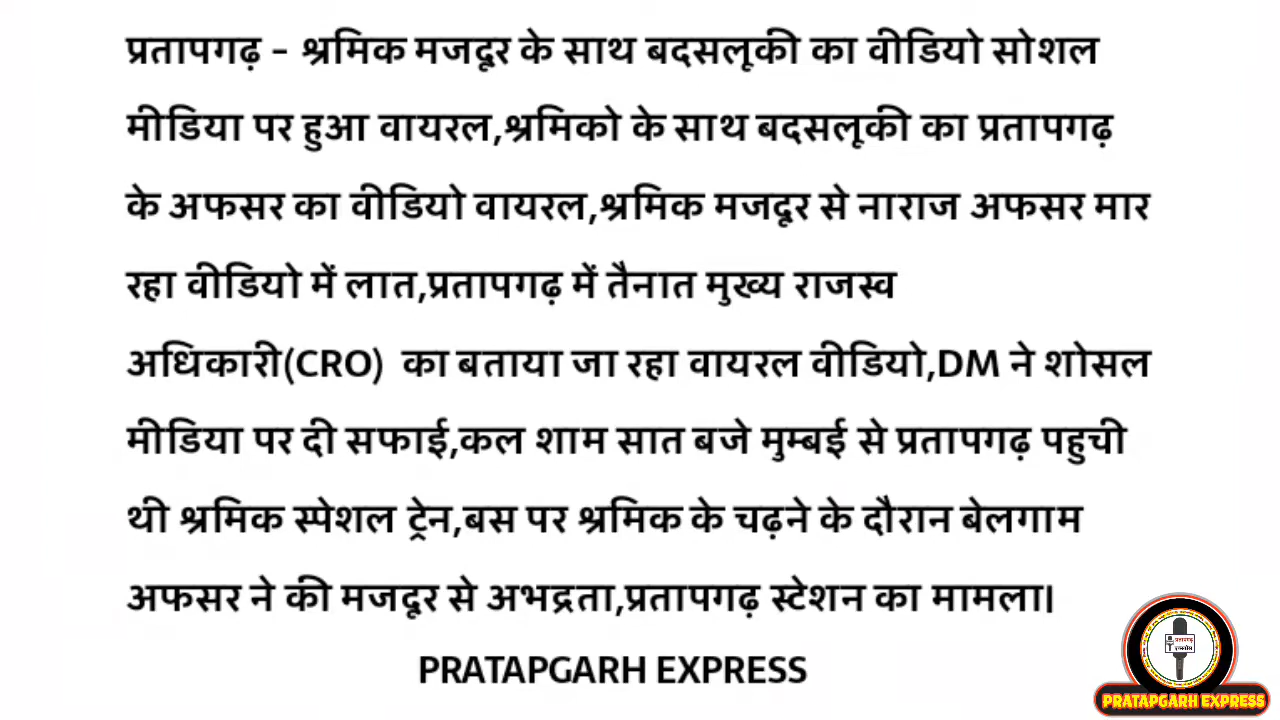 प्रतापगढ़ - श्रमिक मजदूर के साथ बदसलूकी का वीडियो सोशल
मीडिया पर हुआ वायरल,श्रमिको के साथ बदसलूकी का प्रतापगढ़
के अफसर का वीडियो वायरल,श्रमिक मजदूर से नाराज अफसर मार
रहा वीडियो में लात,प्रतापगढ़ में तैनात मुख्य राजस्व
अधिकारी(CRO) का बताया जा रहा वायरल वीडियो,DM ने शोसल
मीडिया पर दी सफाई,कल शाम सात बजे मुम्बई से प्रतापगढ़ पहुची
थी श्रमिक स्पेशल ट्रेन,बस पर श्रमिक के चढ़ने के दौरान बेलगाम
अफसर ने की मजदूर से अभद्रता,प्रतापगढ़ स्टेशन का मामला।
PRATAPGARH EXPRESS
PRATAPGARH EXPRESS